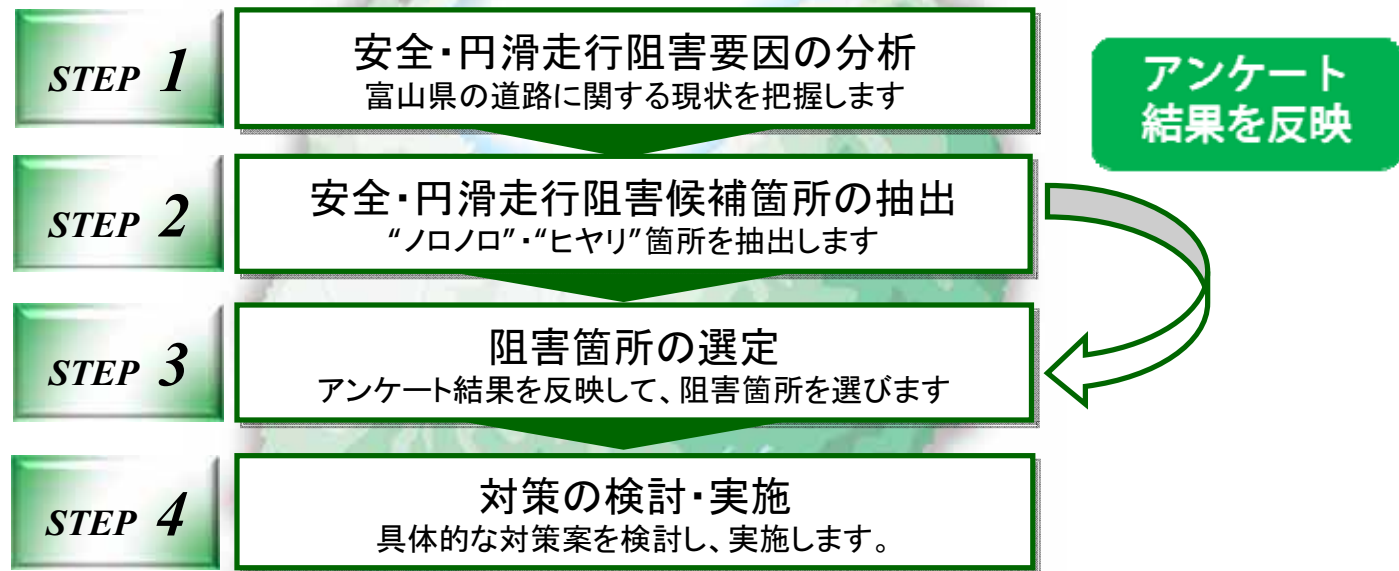 STEP 1
安全・円滑走行阻害要因の分析
富山県の道路に関する現状を把握します
アンケート
結果を反映
STEP 2
安全・円滑走行阻害候補箇所の抽出
“ノロノロ”・“ヒヤリ”箇所を抽出します
STEP 3
阻害箇所の選定
アンケート結果を反映して、阻害箇所を選びます
STEP 4
対策の検討・実施
具体的な対策案を検討し、実施します。